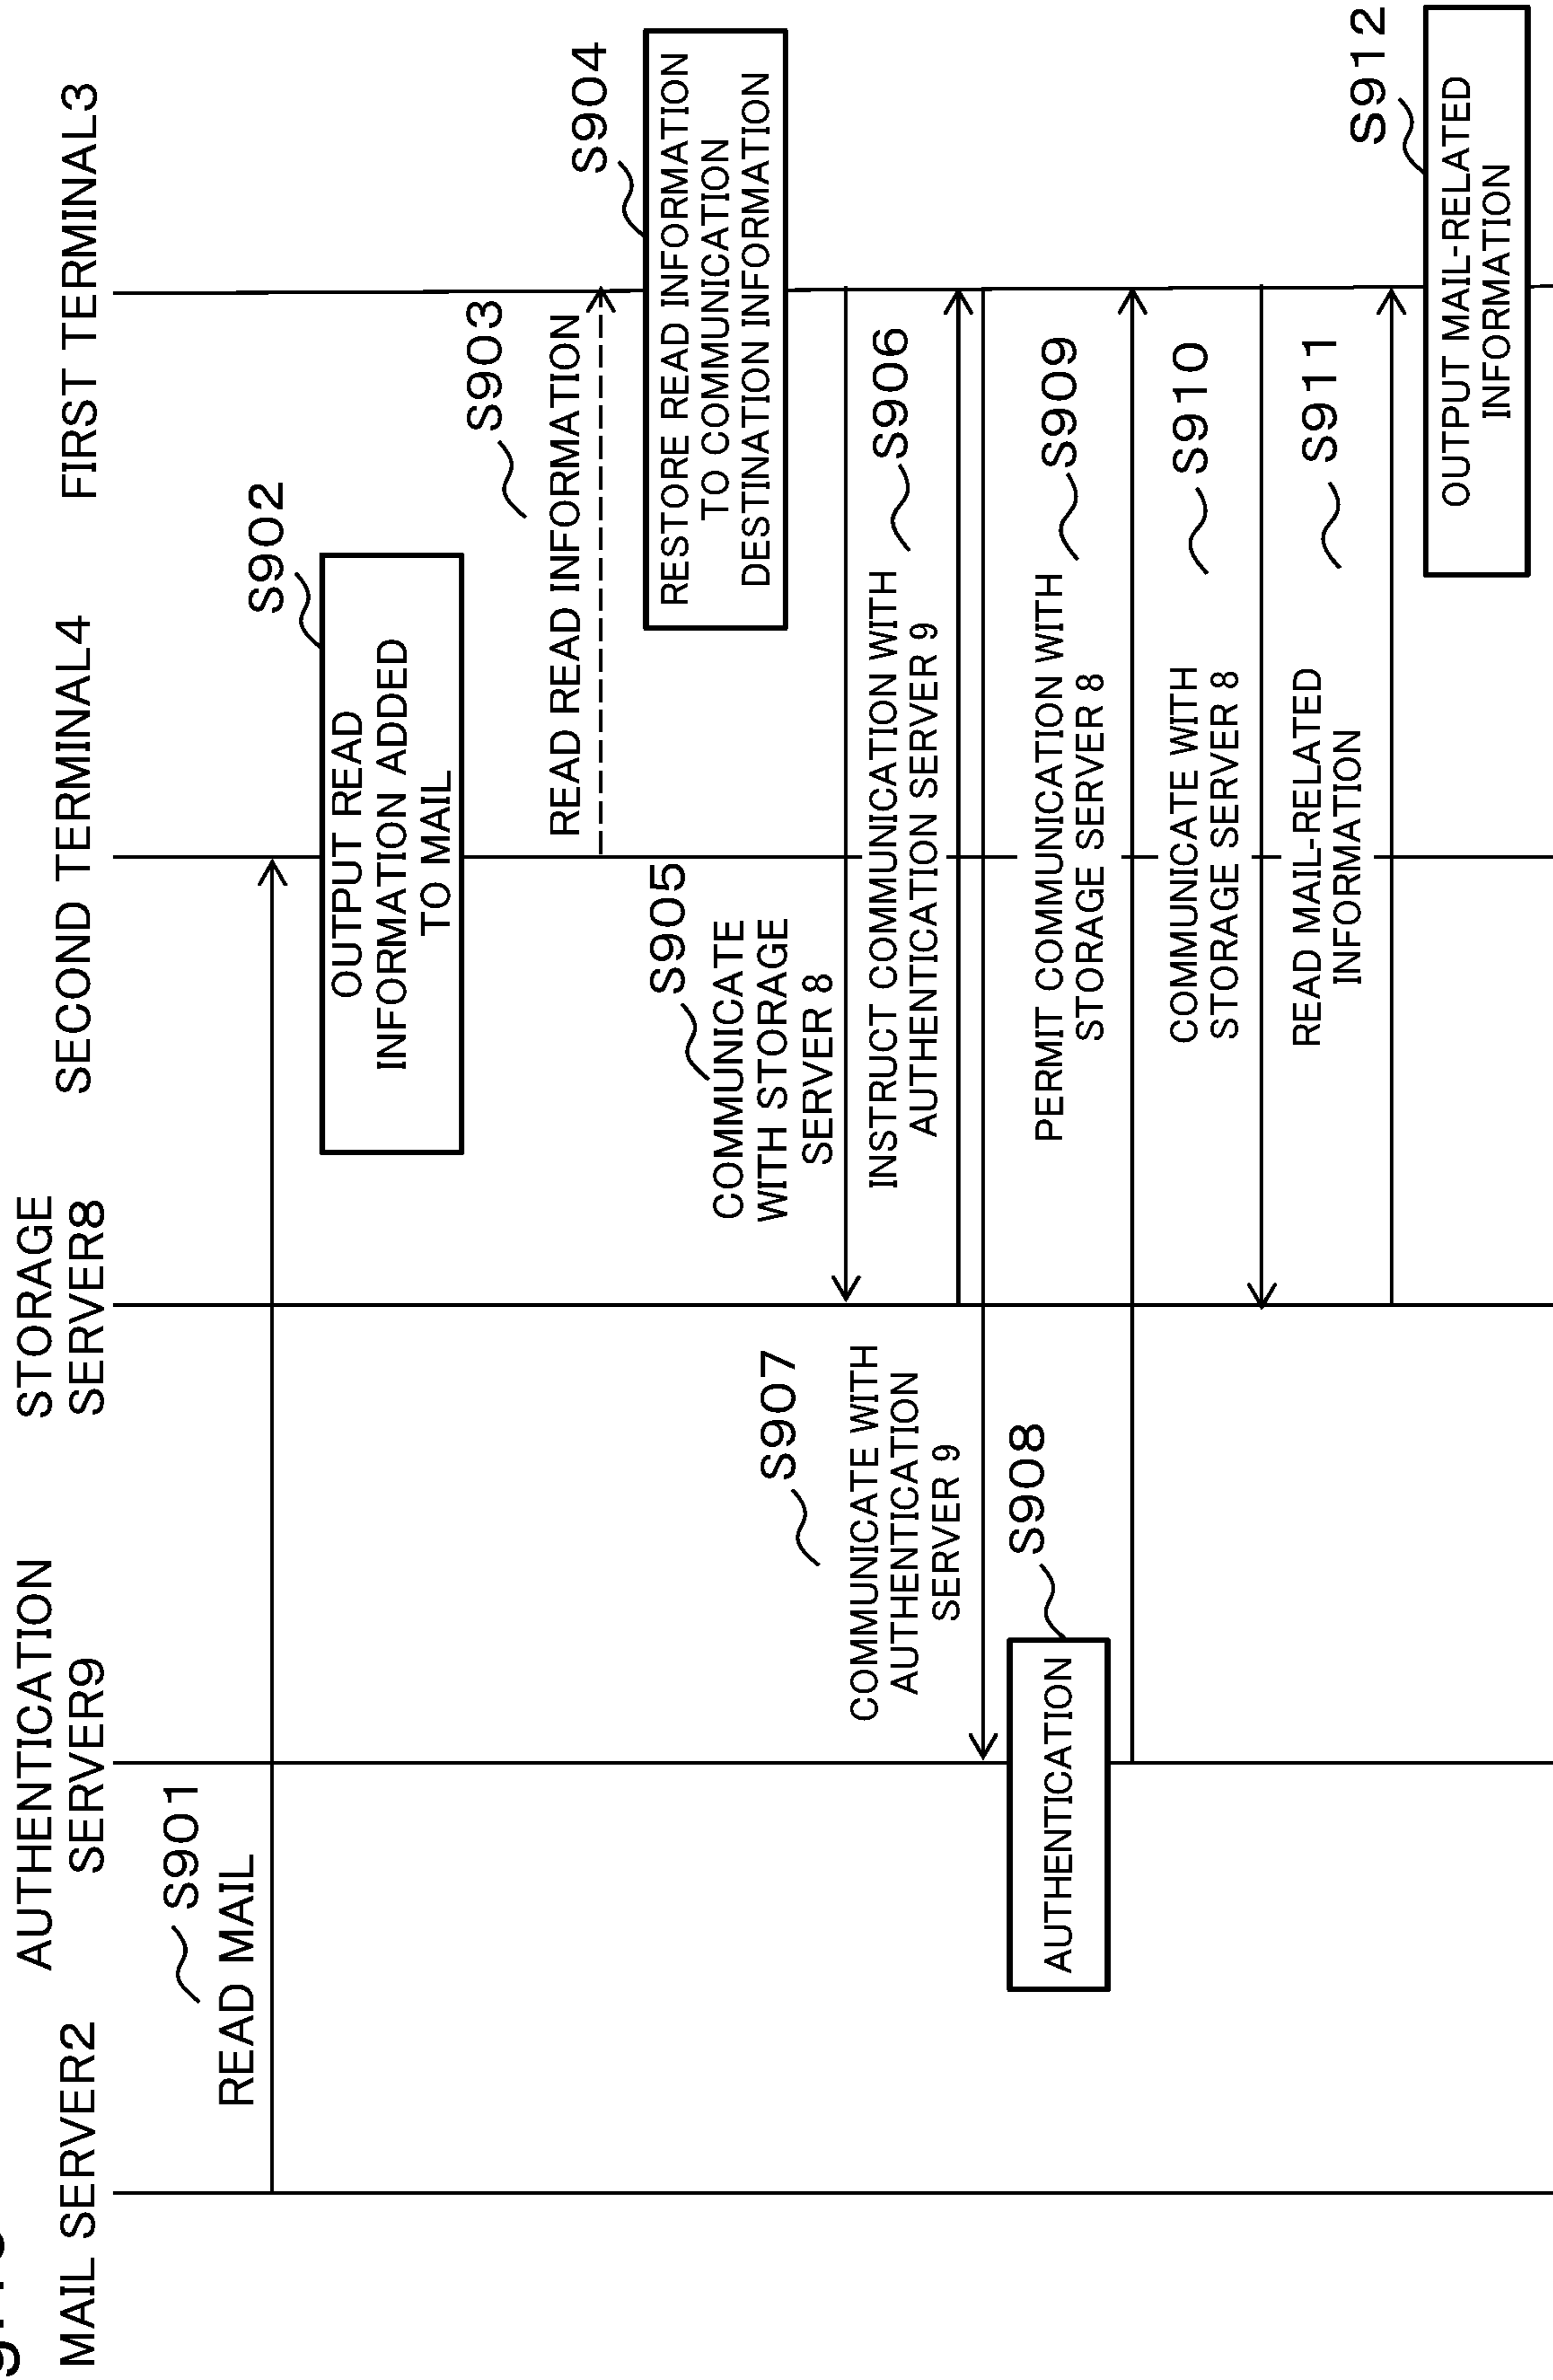 MAIL SERVER2
AUTHENTICATION
SERVER9
STORAGE
SERVER8
SECOND TERMINAL4
FIRST TERMINAL3
S901
READ MAIL
S902
OUTPUT READ
INFORMATION ADDED
TO MAIL
S903
READ READ INFORMATION
S904
RESTORE READ INFORMATION
TO COMMUNICATION
DESTINATION INFORMATION
S905
COMMUNICATE
WITH STORAGE
SERVER 8
S906
INSTRUCT COMMUNICATION WITH
AUTHENTICATION SERVER 9
S907
COMMUNICATE WITH
AUTHENTICATION
SERVER 9
S908
AUTHENTICATION
S909
PERMIT COMMUNICATION WITH
STORAGE SERVER 8
S910
COMMUNICATE WITH
STORAGE SERVER 8
S911
READ MAIL-RELATED
INFORMATION
S912
OUTPUT MAIL-RELATED
INFORMATION